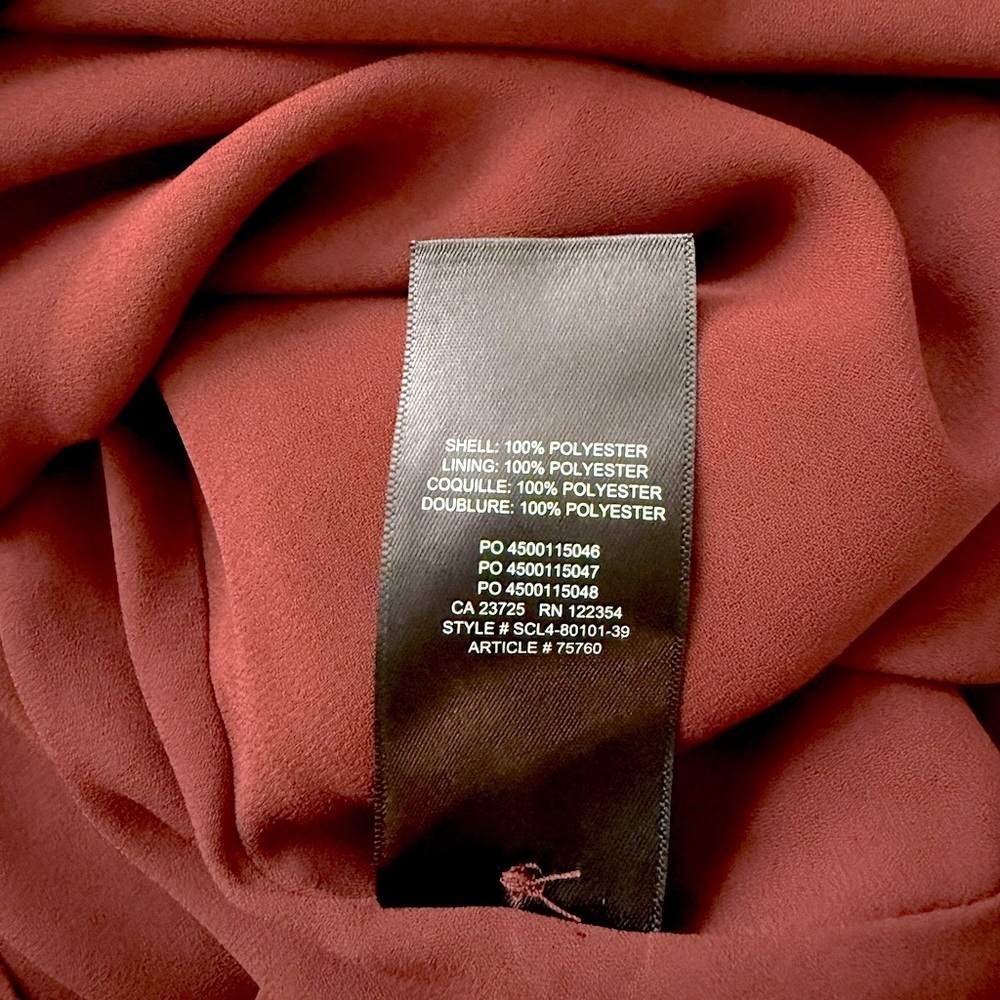 SHELL: 100% POLYESTER
LINING: 100% POLYESTER
COQUILLE: 100% POLYESTER
DOUBLURE: 100% POLYESTER
PO 4500115046
PO 4500115047
PO 4500115048
CA 23725 RN 122354
STYLE # SCL4-80101-39
ARTICLE # 75760